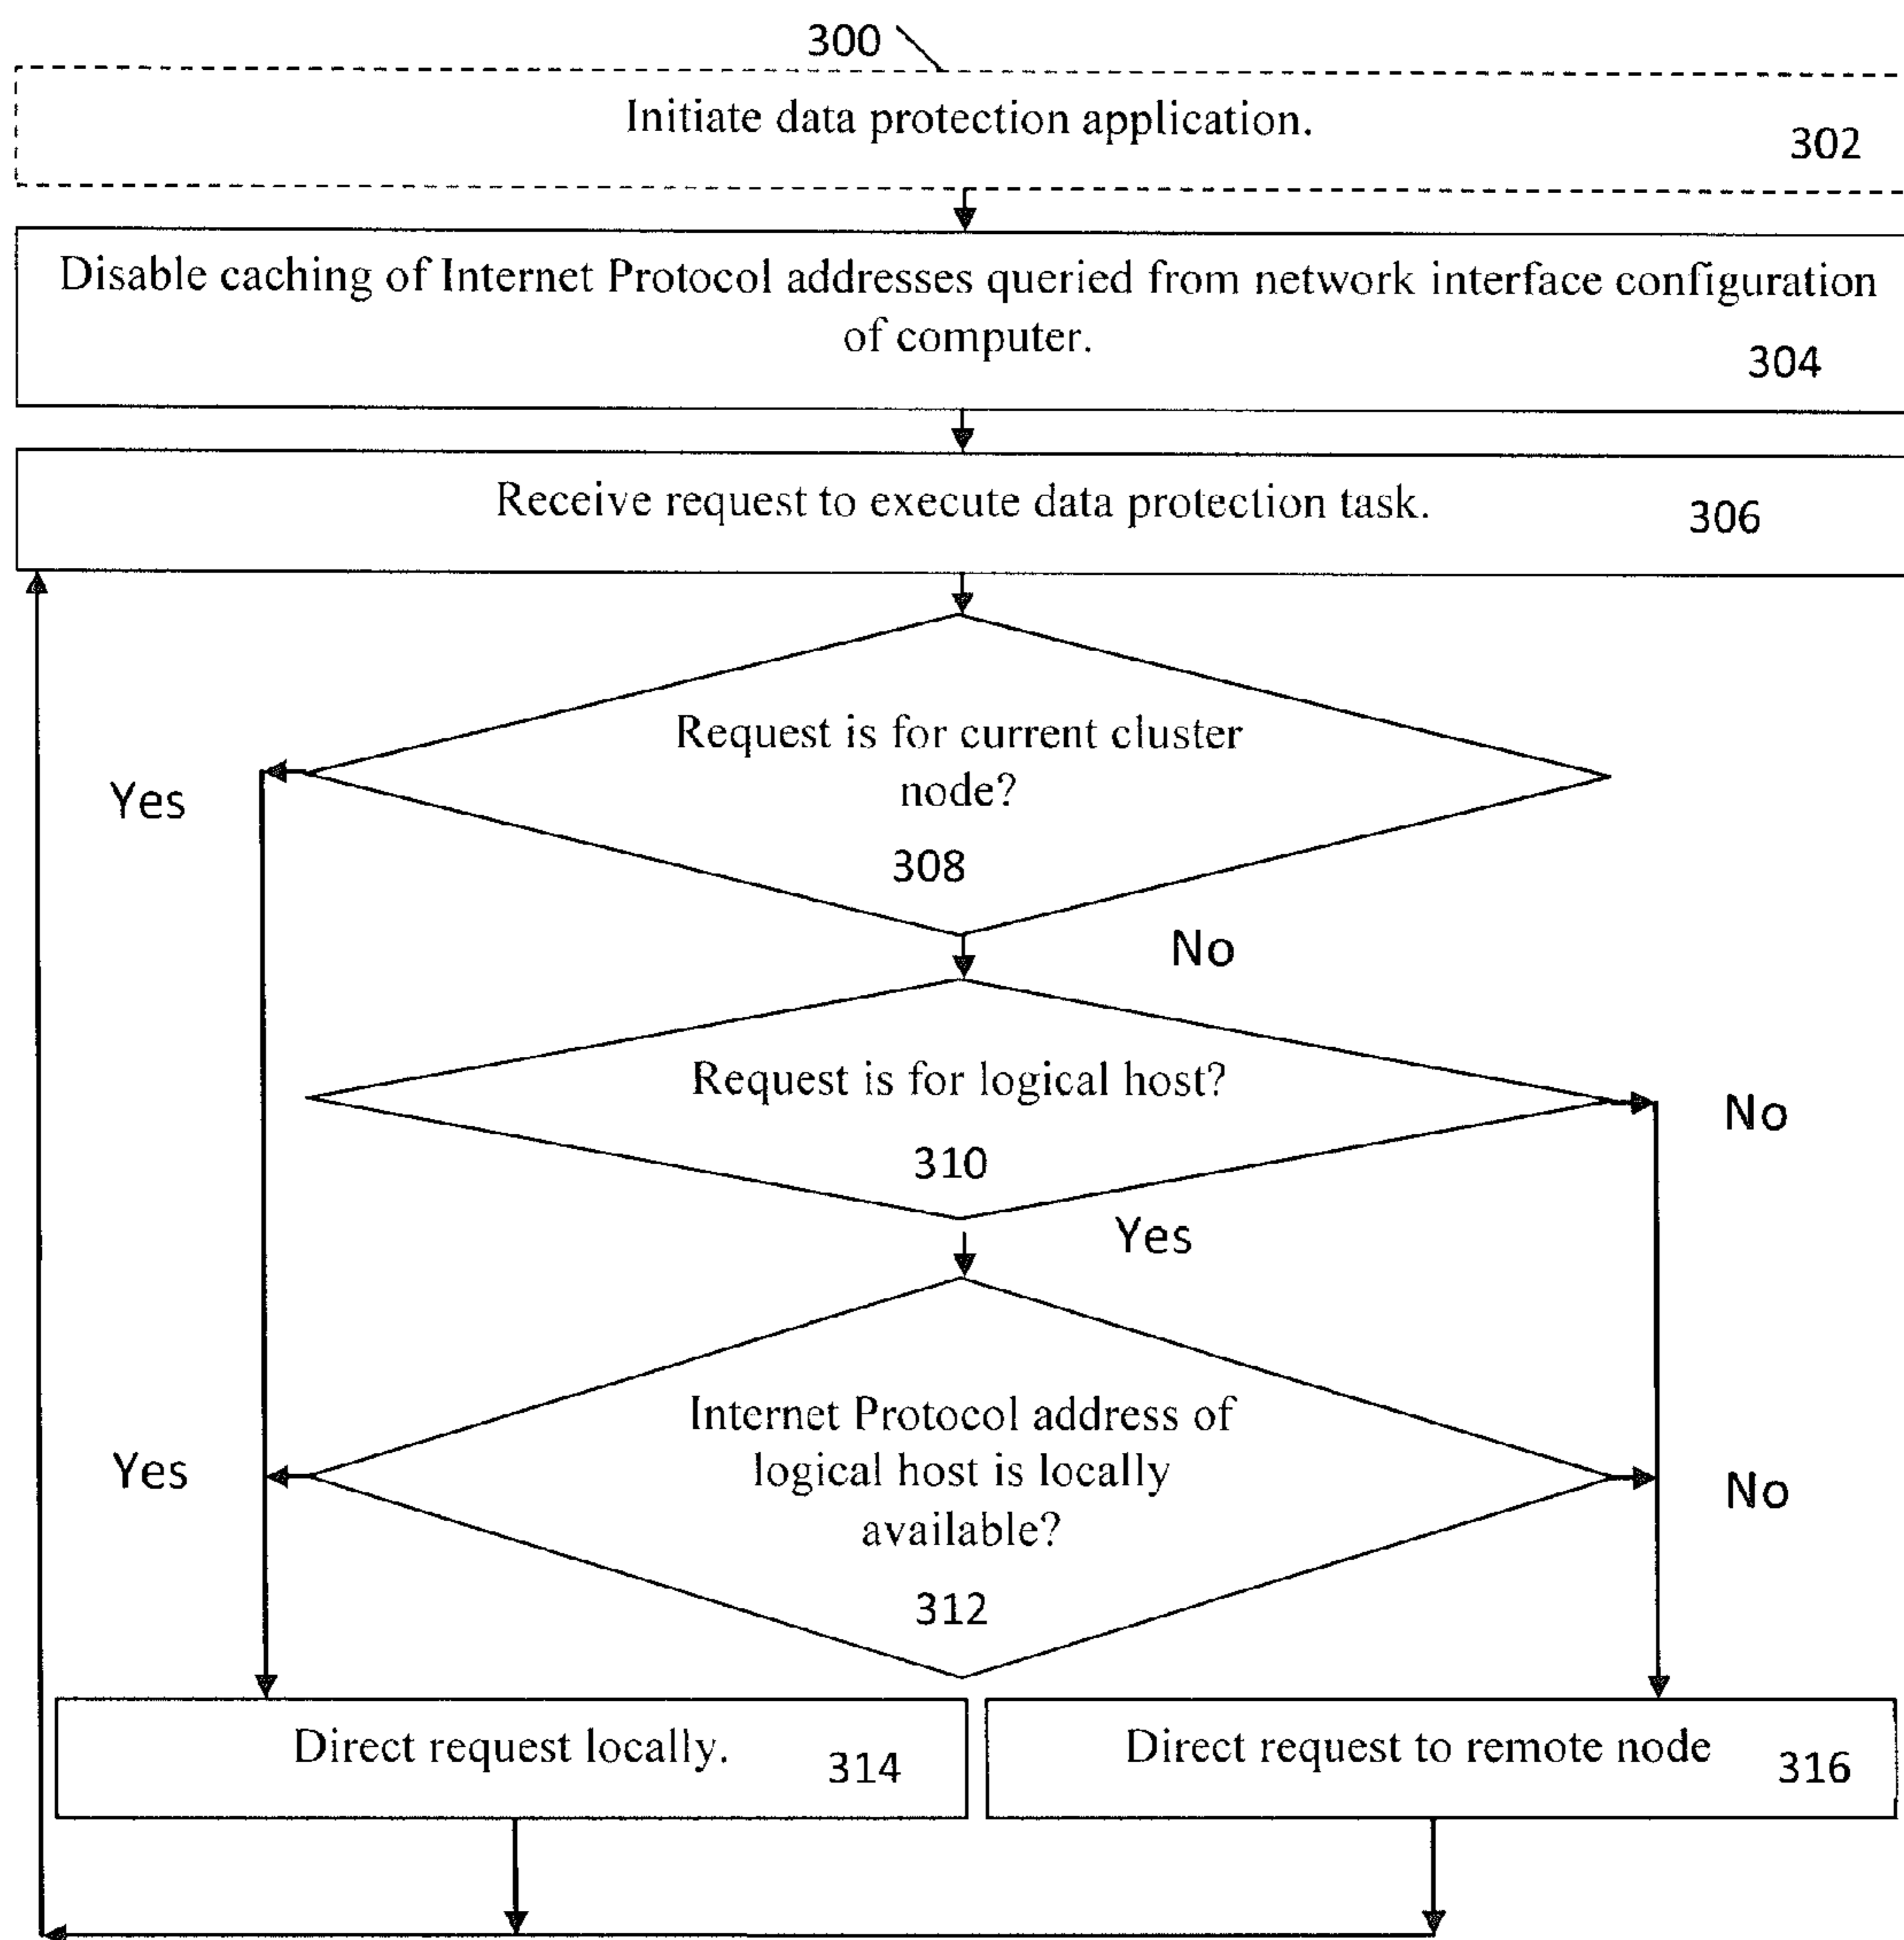 300
Initiate data protection application.
302
Disable caching of Internet Protocol addresses queried from network interface configuration
of computer.
304
Receive request to execute data protection task.
306
Request is for current cluster
node?
308
Yes
No
Request is for logical host?
310
No
Yes
Internet Protocol address of
logical host is locally
available?
312
Yes
No
Direct request locally.
314
Direct request to remote node
316